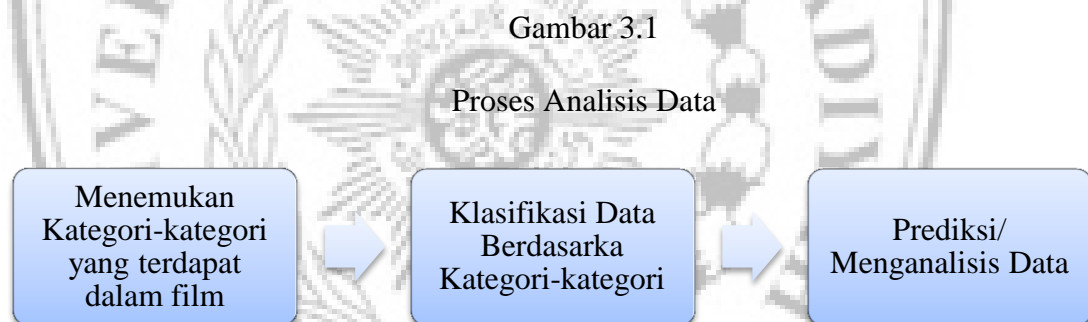 Gambar 3.1
Proses Analisis Data
Menemukan
Kategori-kategori
yang terdapat
dalam film
Klasifikasi Data
Berdasarka
Kategori-kategori
Prediksi/
Menganalisis Data